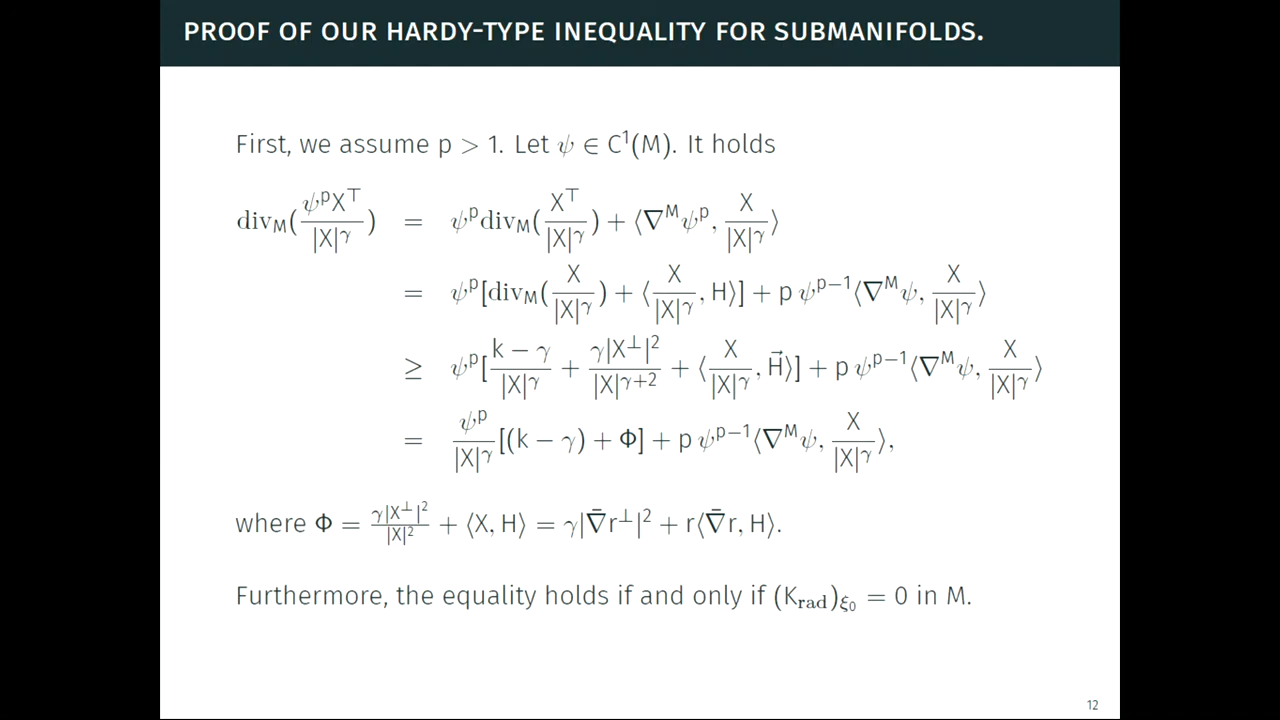 PROOF OF OUR HARDY-TYPE INEQUALITY FOR SUBMANIFOLDS.
First, we assume p > 1. Let ψ ∈ C¹(M). It holds
div_M(ψ^p X^⊤ / |X|^γ) = ψ^p div_M(X^⊤ / |X|^γ) + ⟨∇^M ψ^p, X / |X|^γ⟩
= ψ^p [div_M(X / |X|^γ) + ⟨X / |X|^γ, H⟩] + p ψ^{p−1} ⟨∇^M ψ, X / |X|^γ⟩
≥ ψ^p [(k − γ) / |X|^γ + γ|X^⊥|² / |X|^{γ+2} + ⟨X / |X|^γ, H⃗⟩] + p ψ^{p−1} ⟨∇^M ψ, X / |X|^γ⟩
= ψ^p / |X|^γ [(k − γ) + Φ] + p ψ^{p−1} ⟨∇^M ψ, X / |X|^γ⟩,
where Φ = γ|X^⊥|² / |X|² + ⟨X, H⟩ = γ|∇̄r^⊥|² + r⟨∇̄r, H⟩.
Furthermore, the equality holds if and only if (K_rad)_{ξ₀} = 0 in M.
12